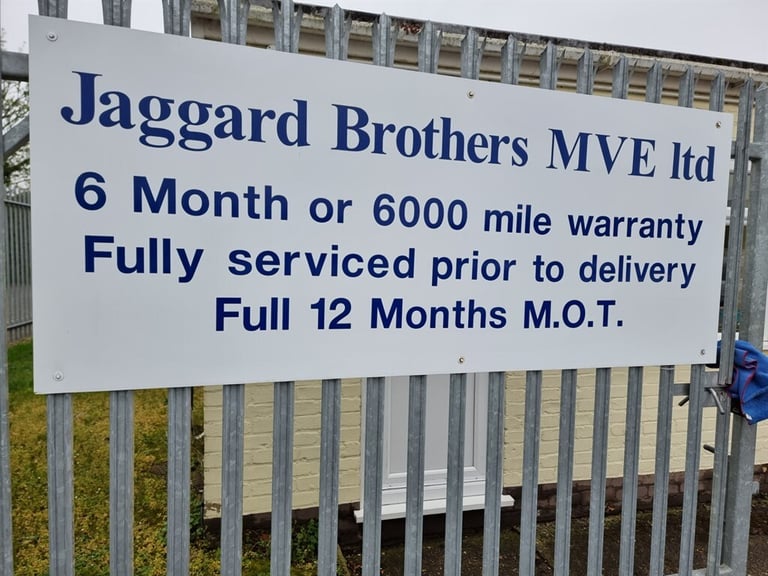 Jaggard Brothers MVE ltd
6 Month or 6000 mile warranty
Fully serviced prior to delivery
Full 12 Months M.O.T.